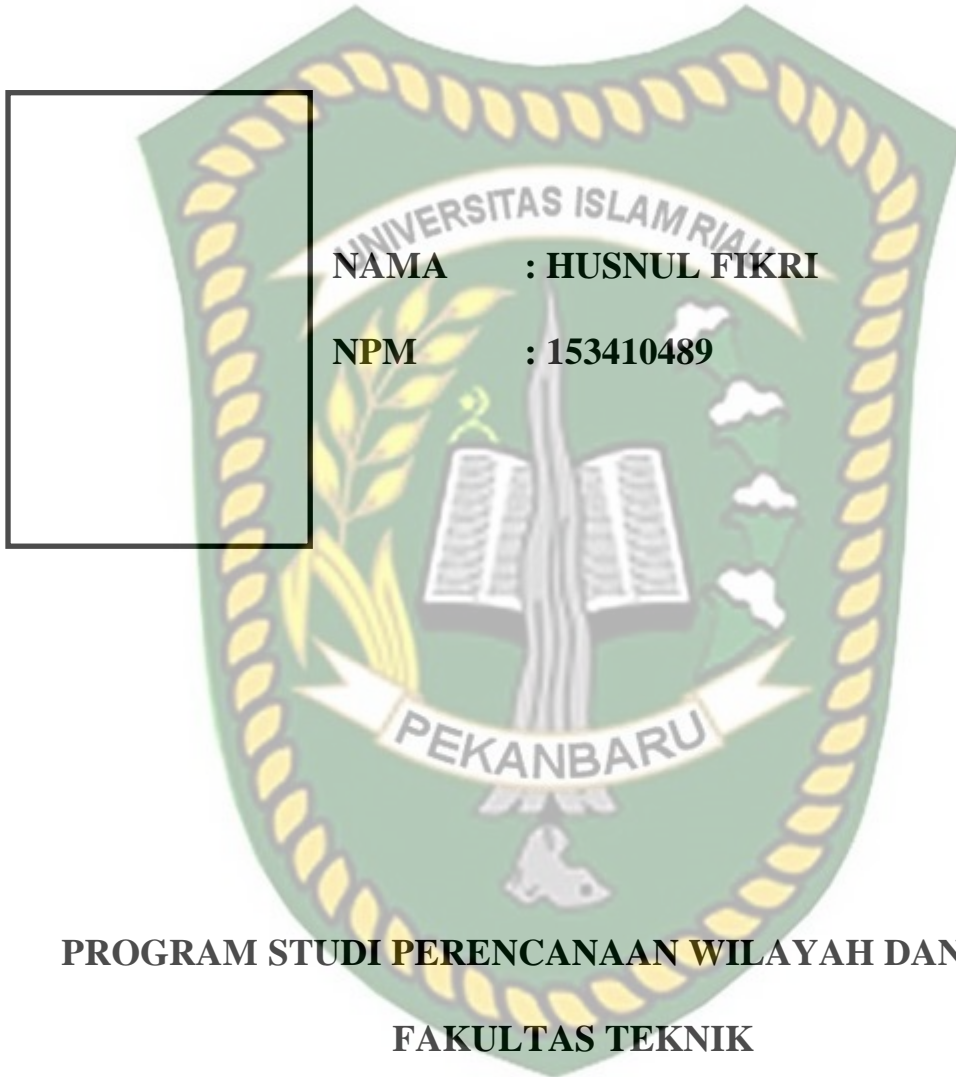 UNIVERSITAS ISLAM RIAU
NAMA : HUSNUL FIKRI
NPM : 153410489
PEKANBARU
PROGRAM STUDI PERENCANAAN WILAYAH DAN
FAKULTAS TEKNIK